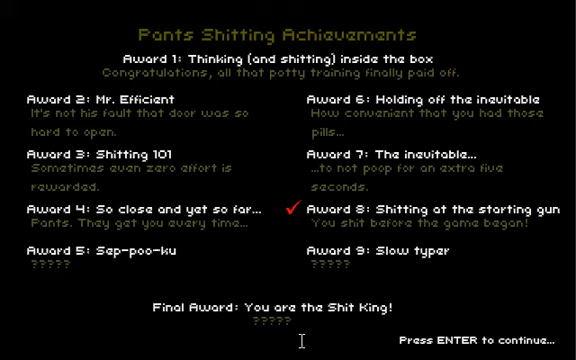 Pants Shitting Achievements
Award 1: Thinking (and shitting) inside the box
Congratulations, all that potty training finally paid off.
Award 2: Mr. Efficient
It's not his fault that door was so
hard to open.
Award 3: Shitting 101
Sometimes even zero effort is
rewarded.
Award 4: So close and yet so far...
Pants. They get you every time...
Award 5: Sep-poo-ku
?????
Award 6: Holding off the inevitable
How convenient that you had those
pills...
Award 7: The inevitable...
...to not poop for an extra five
seconds.
Award 8: Shitting at the starting gun
You shit before the game began!
Award 9: Slow typer
?????
Final Award: You are the Shit King!
?????
Press ENTER to continue...